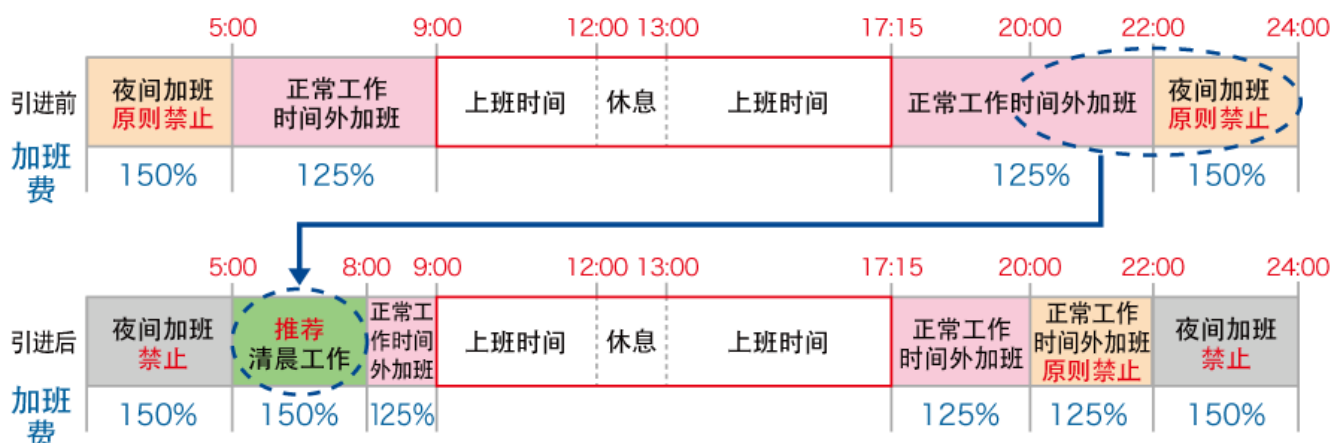 5:00 9:00 12:00 13:00 17:15 20:00 22:00 24:00
引进前
夜间加班
原则禁止
正常工作
时间外加班
上班时间
休息
上班时间
正常工作时间外加班
夜间加班
原则禁止
加班
费
150% 125% 125% 150%
5:00 8:00 9:00 12:00 13:00 17:15 20:00 22:00 24:00
引进后
夜间加班
禁止
推荐
清晨工作
正常工
作时间
外加班
上班时间
休息
上班时间
正常工作
时间外加班
正常工作
时间外加班
原则禁止
夜间加班
禁止
加班
费
150% 150% 125% 125% 125% 150%